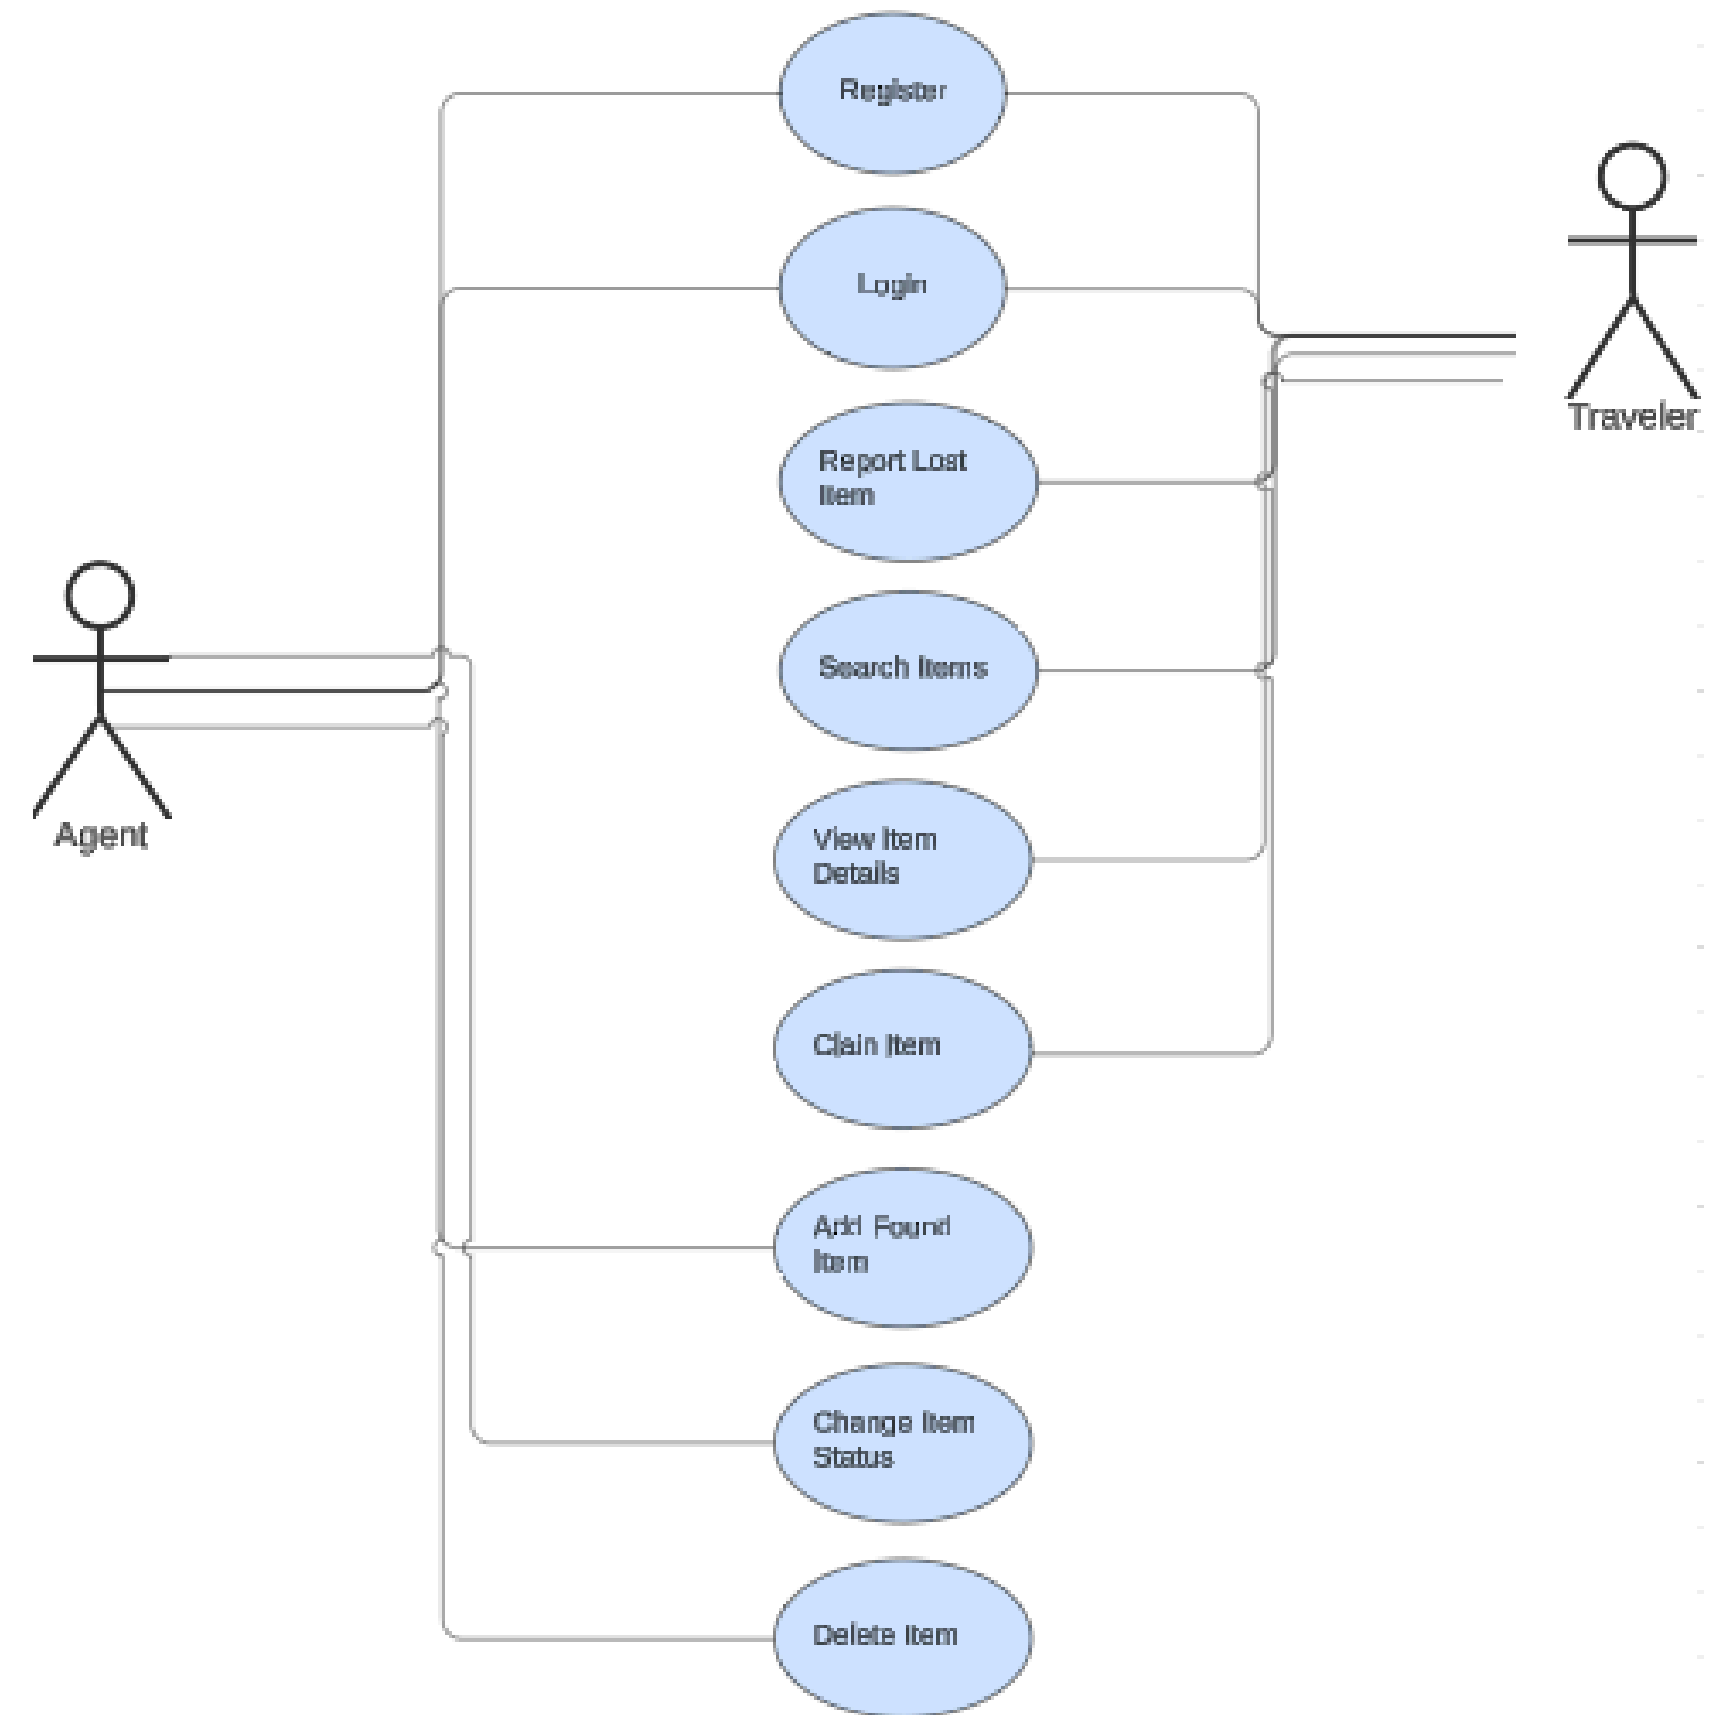 Register
Login
Traveler
Report Lost
Item
Search Items
Agent
View Item
Details
Clain Item
Add Found
Item
Change Item
Status
Delete Item